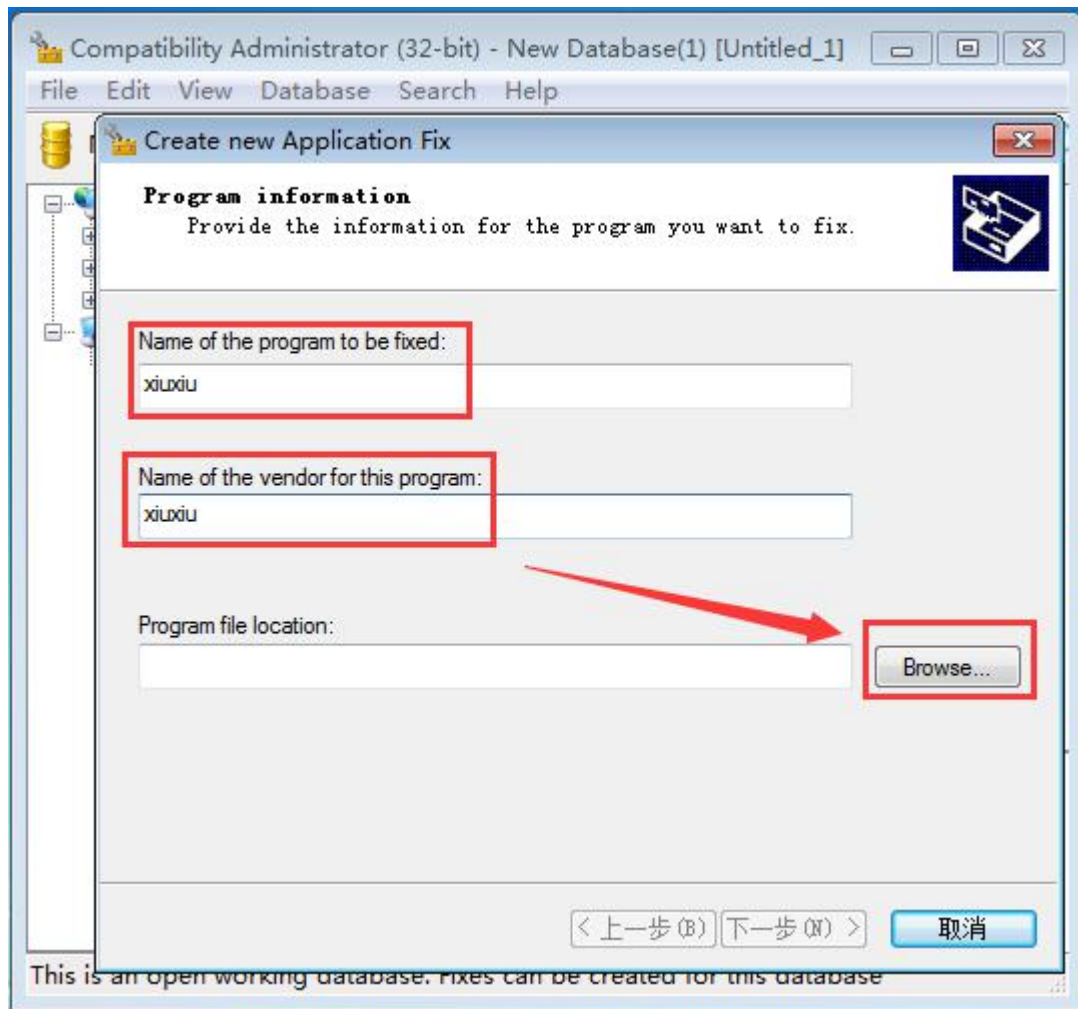 Compatibility Administrator (32-bit) - New Database(1) [Untitled_1]
File Edit View Database Search Help
Create new Application Fix
Program information
Provide the information for the program you want to fix.
Name of the program to be fixed:
xiuxiu
Name of the vendor for this program:
xiuxiu
Program file location:
Browse...
< 上一步(B) 下一步(N) > 取消
This is an open working database. Fixes can be created for this database